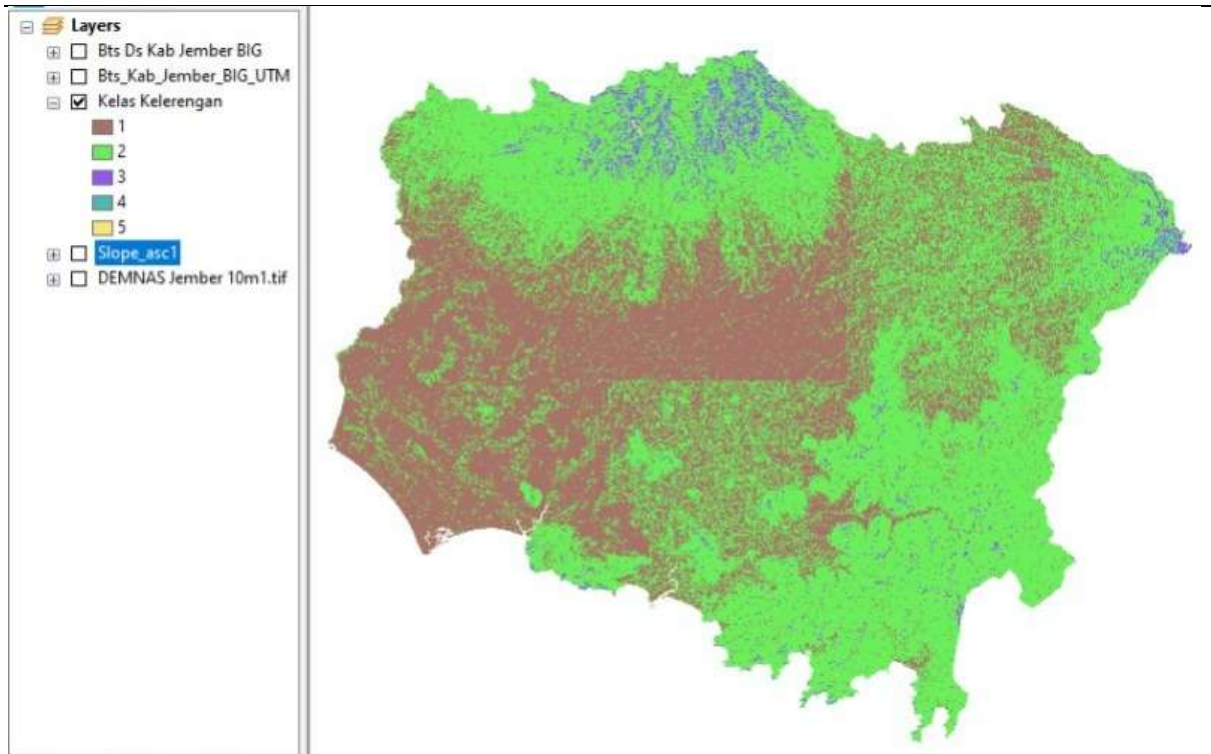 Layers
Bts Ds Kab Jember BIG
Bts_Kab_Jember_BIG_UTM
Kelas Kelerengan
1
2
3
4
5
Slope_asc1
DEMNAS Jember 10m1.tif